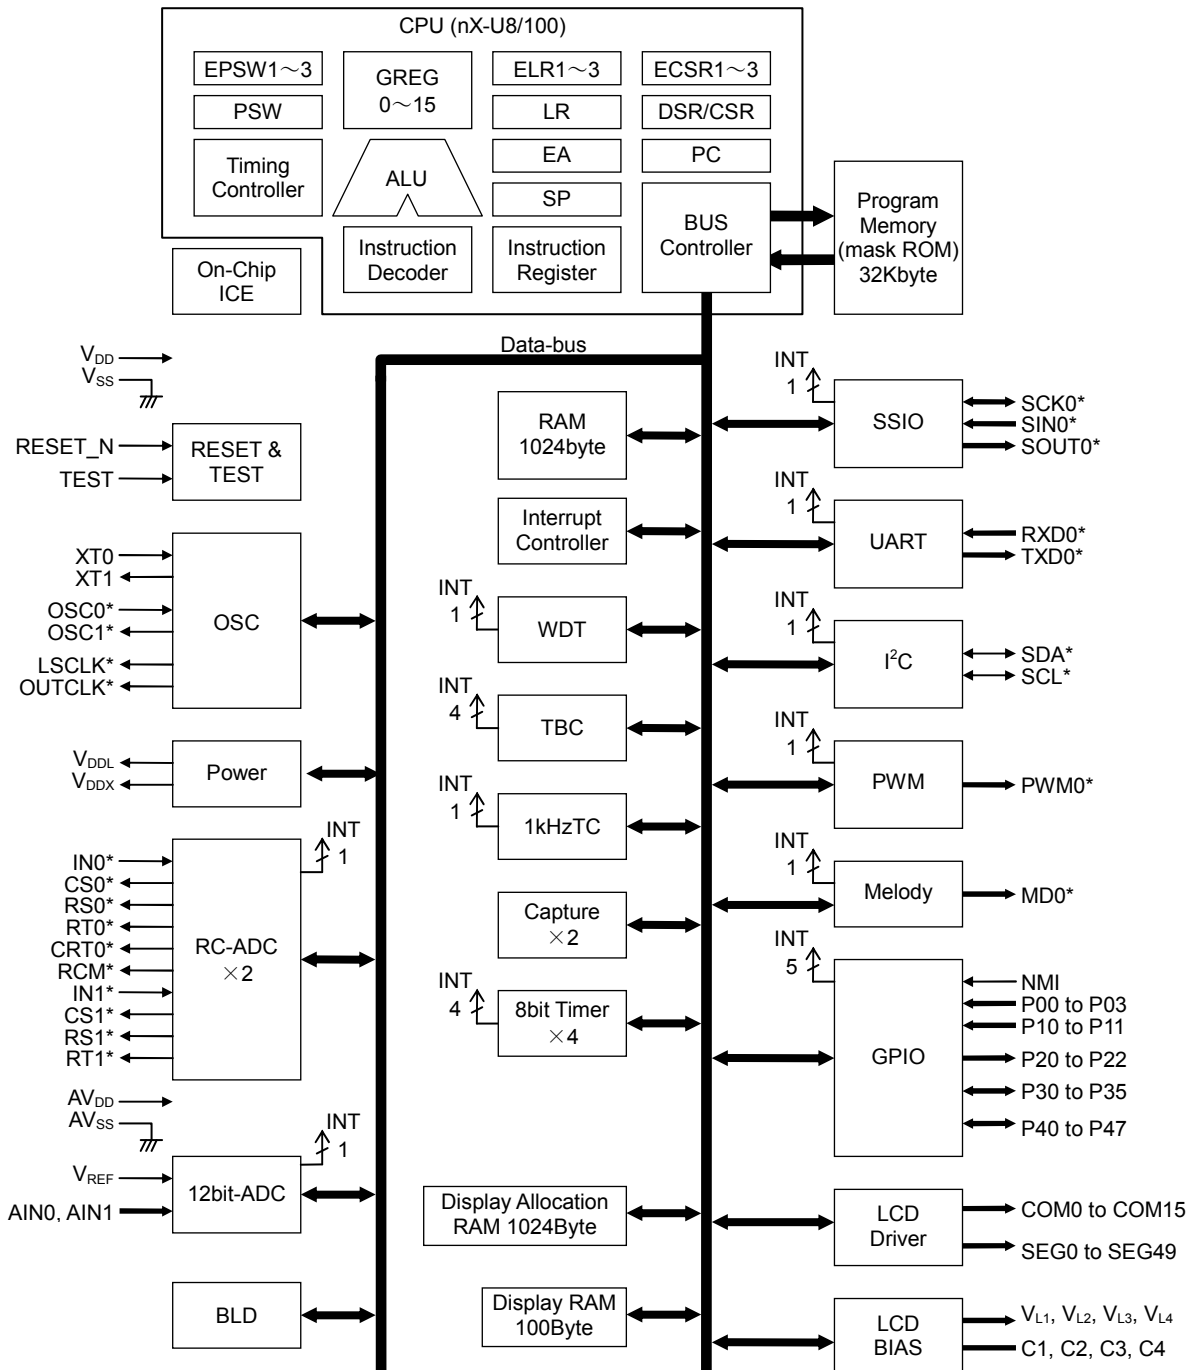 CPU (nX-U8/100)
EPSW1～3
GREG
0～15
ELR1～3
ECSR1～3
PSW
LR
DSR/CSR
Timing
Controller
ALU
EA
PC
SP
BUS
Controller
Program
Memory
(mask ROM)
32Kbyte
Instruction
Decoder
Instruction
Register
On-Chip
ICE
Data-bus
VDD
VSS
RESET_N
TEST
RESET &
TEST
XT0
XT1
OSC0*
OSC1*
LSCLK*
OUTCLK*
OSC
VDDL
VDDX
Power
IN0*
CS0*
RS0*
RT0*
CRT0*
RCM*
IN1*
CS1*
RS1*
RT1*
RC-ADC
×2
INT
1
AVDD
AVSS
VREF
AIN0, AIN1
12bit-ADC
INT
1
BLD
RAM
1024byte
Interrupt
Controller
INT
1
WDT
INT
4
TBC
INT
1
1kHzTC
Capture
×2
INT
4
8bit Timer
×4
Display Allocation
RAM 1024Byte
Display RAM
100Byte
INT
1
SSIO
SCK0*
SIN0*
SOUT0*
INT
1
UART
RXD0*
TXD0*
INT
1
I²C
SDA*
SCL*
INT
1
PWM
PWM0*
INT
1
Melody
MD0*
INT
5
GPIO
NMI
P00 to P03
P10 to P11
P20 to P22
P30 to P35
P40 to P47
LCD
Driver
COM0 to COM15
SEG0 to SEG49
LCD
BIAS
VL1, VL2, VL3, VL4
C1, C2, C3, C4